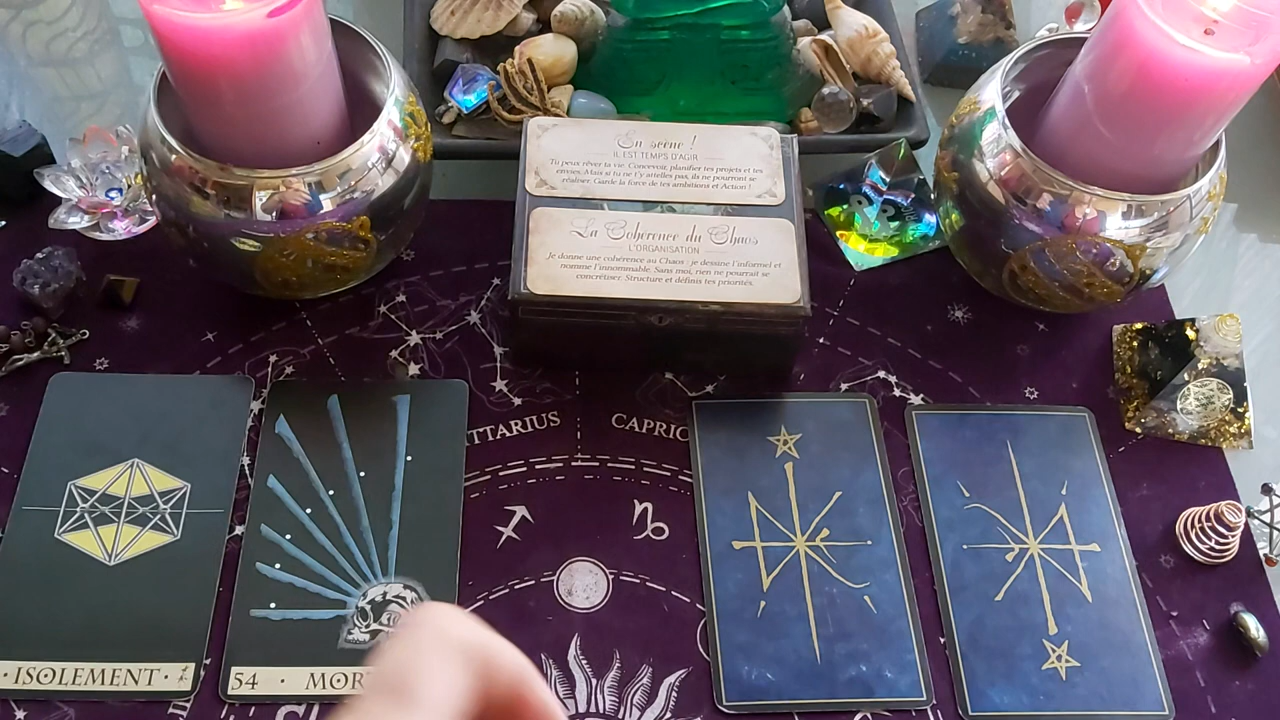 En scène !
IL EST TEMPS D'AGIR
Tu peux rêver ta vie. Concevoir, planifier tes projets et tes
envies. Mais si tu ne t'y attelles pas, ils ne pourront se
réaliser. Garde la force de tes ambitions et Action !
La Cohérence du Chaos
L'ORGANISATION
Je donne une cohérence au Chaos : je dessine l'informel et
nomme l'innommable. Sans moi, rien ne pourrait se
concrétiser. Structure et définis tes priorités.
TTARIUS
CAPRIC
· ISOLEMENT ·
54 · MOR